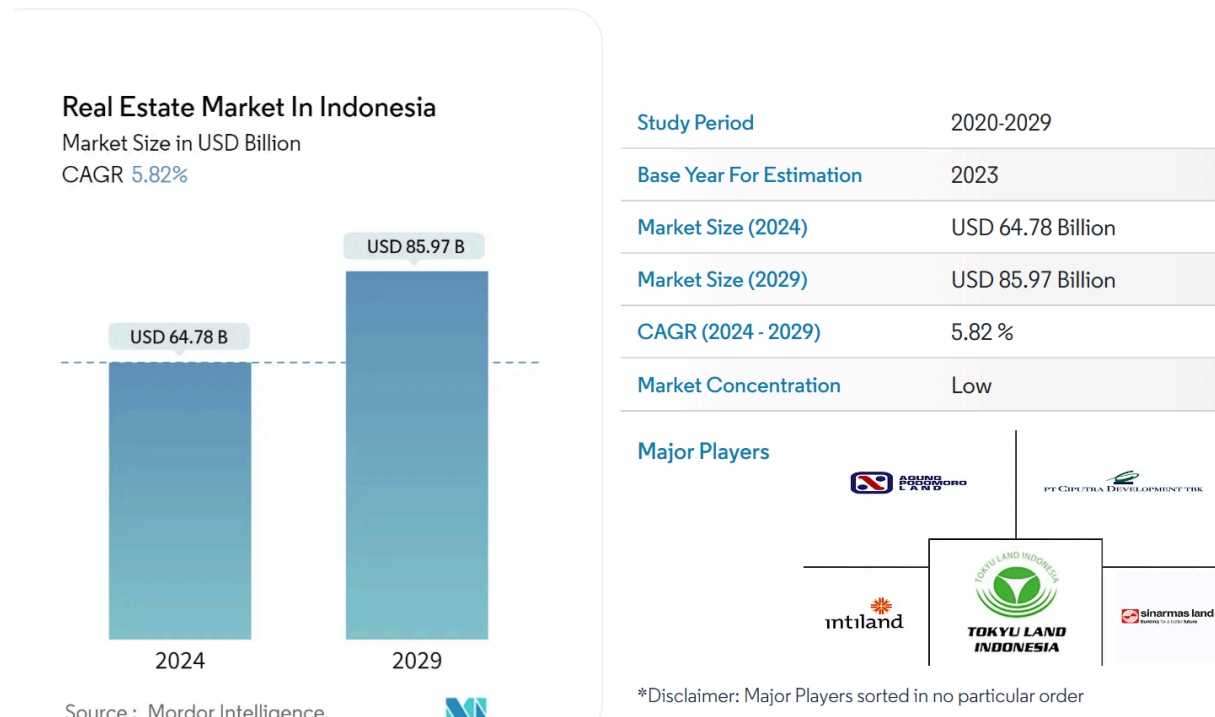 Real Estate Market In Indonesia
Market Size in USD Billion
CAGR 5.82%
USD 85.97 B
USD 64.78 B
2024 2029
Source : Mordor Intelligence
Study Period 2020-2029
Base Year For Estimation 2023
Market Size (2024) USD 64.78 Billion
Market Size (2029) USD 85.97 Billion
CAGR (2024 - 2029) 5.82 %
Market Concentration Low
Major Players
AGUNG
PODOMORO
LAND
PT CIPUTRA DEVELOPMENT TBK
intiland
TOKYU LAND INDONESIA
TOKYU LAND
INDONESIA
sinarmas land
Building for a better future
*Disclaimer: Major Players sorted in no particular order